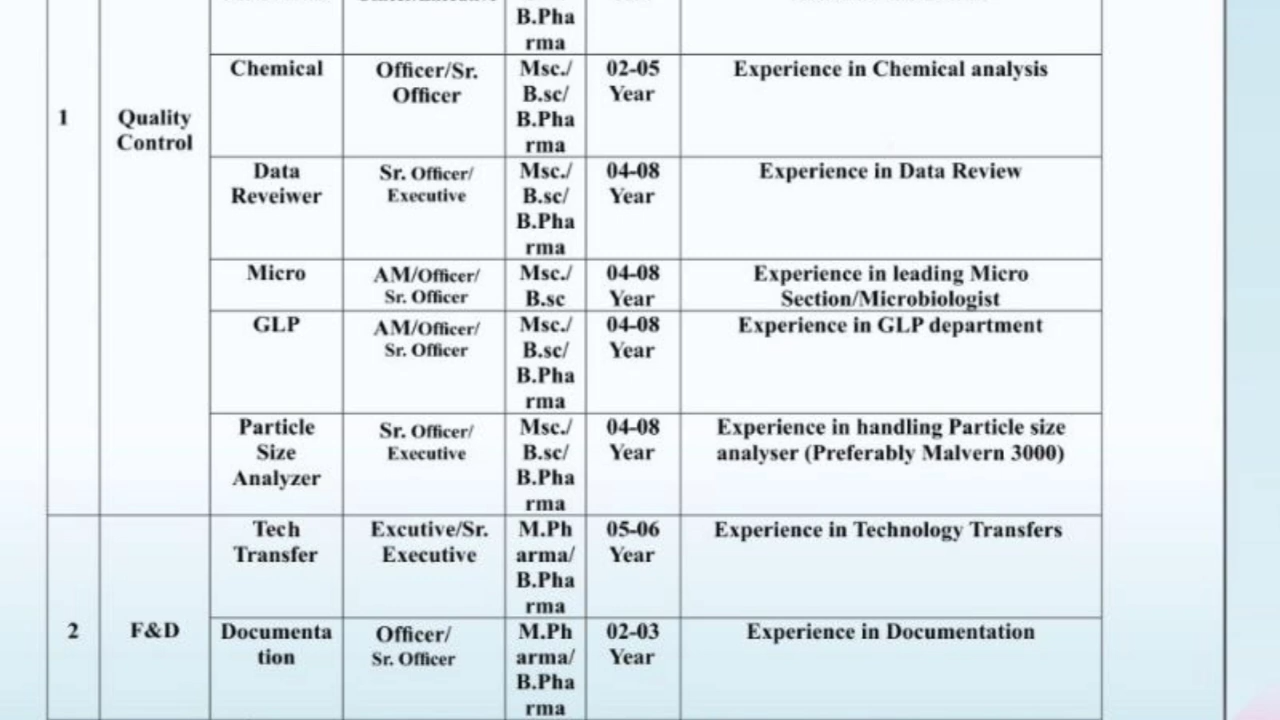 B.Pha
rma
Chemical Officer/Sr. Msc./ 02-05 Experience in Chemical analysis
Officer B.sc/ Year
1 Quality B.Pha
Control rma
Data Sr. Officer/ Msc./ 04-08 Experience in Data Review
Reveiwer Executive B.sc/ Year
B.Pha
rma
Micro AM/Officer/ Msc./ 04-08 Experience in leading Micro
Sr. Officer B.sc Year Section/Microbiologist
GLP AM/Officer/ Msc./ 04-08 Experience in GLP department
Sr. Officer B.sc/ Year
B.Pha
rma
Particle Sr. Officer/ Msc./ 04-08 Experience in handling Particle size
Size Executive B.sc/ Year analyser (Preferably Malvern 3000)
Analyzer B.Pha
rma
Tech Excutive/Sr. M.Ph 05-06 Experience in Technology Transfers
Transfer Executive arma/ Year
B.Pha
rma
2 F&D Documenta Officer/ M.Ph 02-03 Experience in Documentation
tion Sr. Officer arma/ Year
B.Pha
rma